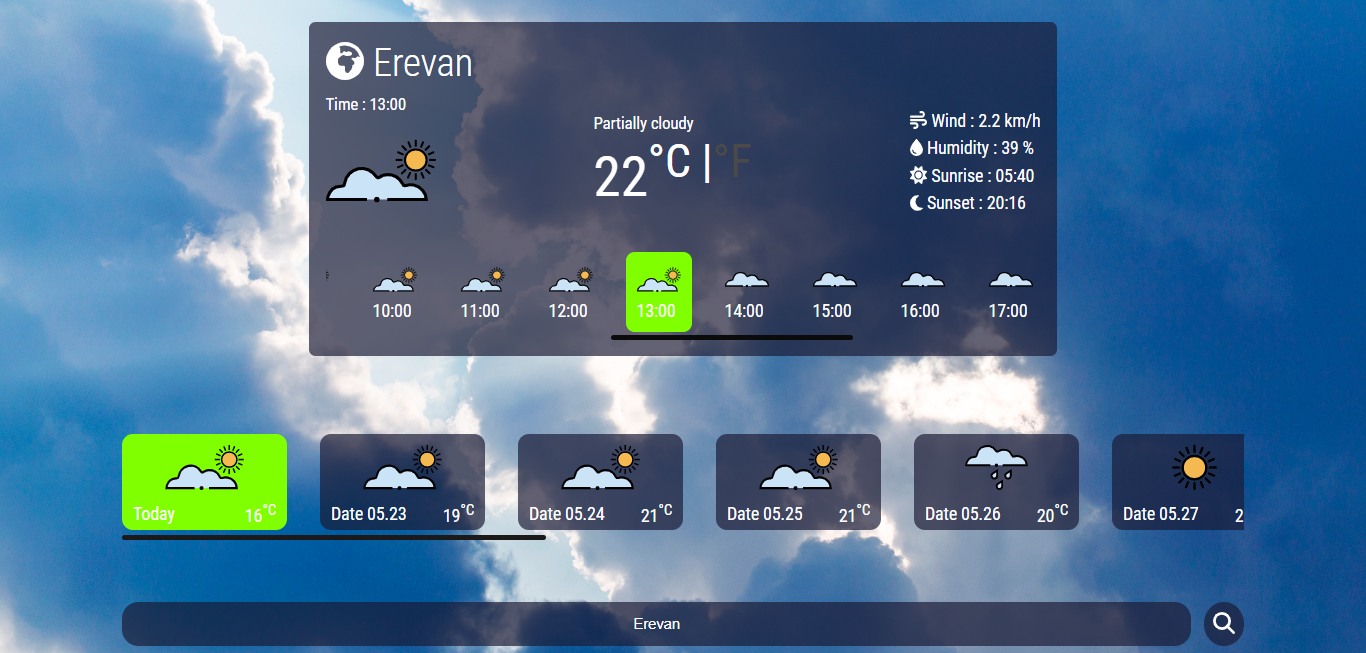 Erevan
Time : 13:00
Partially cloudy
22°C |°F
Wind : 2.2 km/h
Humidity : 39 %
Sunrise : 05:40
Sunset : 20:16
10:00 11:00 12:00 13:00 14:00 15:00 16:00 17:00
Today 16°C
Date 05.23 19°C
Date 05.24 21°C
Date 05.25 21°C
Date 05.26 20°C
Date 05.27 2
Erevan